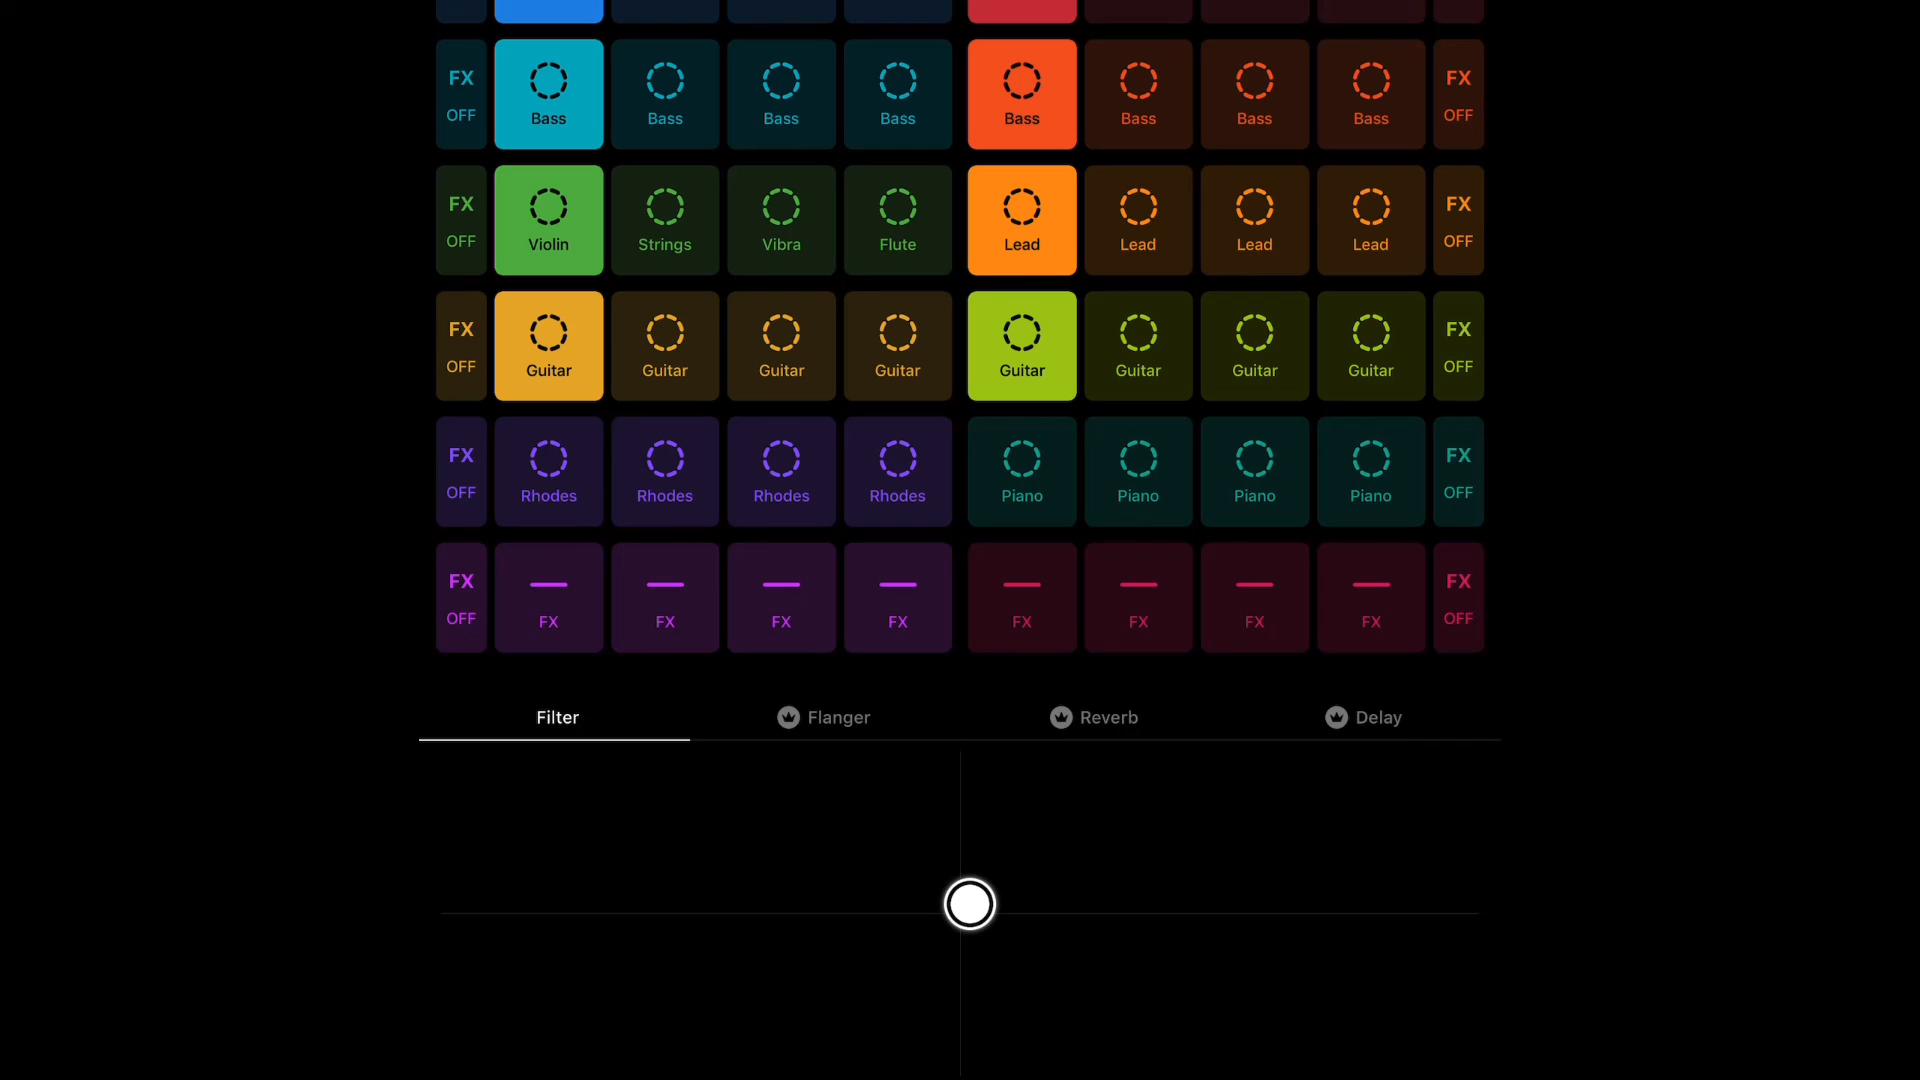 FX Bass Bass Bass Bass Bass Bass Bass Bass FX
OFF OFF
FX Violin Strings Vibra Flute Lead Lead Lead Lead FX
OFF OFF
FX Guitar Guitar Guitar Guitar Guitar Guitar Guitar Guitar FX
OFF OFF
FX Rhodes Rhodes Rhodes Rhodes Piano Piano Piano Piano FX
OFF OFF
FX FX FX FX FX FX FX FX FX FX
OFF OFF
Filter Flanger Reverb Delay